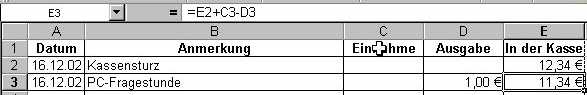 E3 = =E2+C3-D3
A B C D E
1 Datum Anmerkung Einnahme Ausgabe In der Kasse
2 16.12.02 Kassensturz 12,34 €
3 16.12.02 PC-Fragestunde 1,00 € 11,34 €